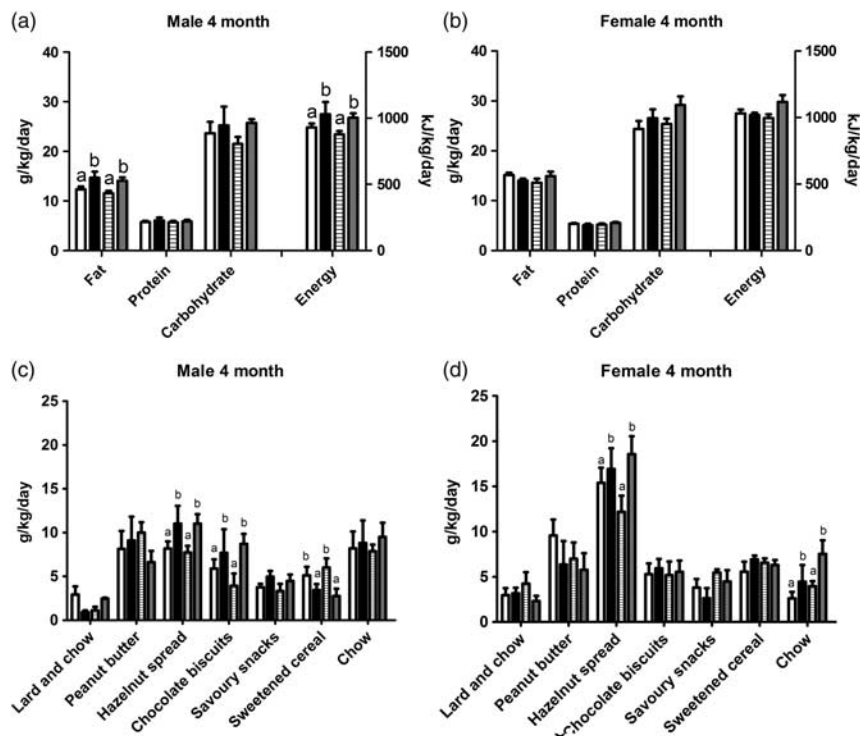 (a)
Male 4 month
40
30
20
10
0
g/kg/day
1500
1000
500
0
kJ/kg/day
a b a b
a b a b
Fat
Protein
Carbohydrate
Energy
(b)
Female 4 month
40
30
20
10
0
g/kg/day
1500
1000
500
0
kJ/kg/day
Fat
Protein
Carbohydrate
Energy
(c)
Male 4 month
25
20
15
10
5
0
g/kg/day
a b a b
a b a b
b a b a
Lard and chow
Peanut butter
Hazelnut spread
Chocolate biscuits
Savoury snacks
Sweetened cereal
Chow
(d)
Female 4 month
25
20
15
10
5
0
g/kg/day
a b a b
a b a b
Lard and chow
Peanut butter
Hazelnut spread
Chocolate biscuits
Savoury snacks
Sweetened cereal
Chow